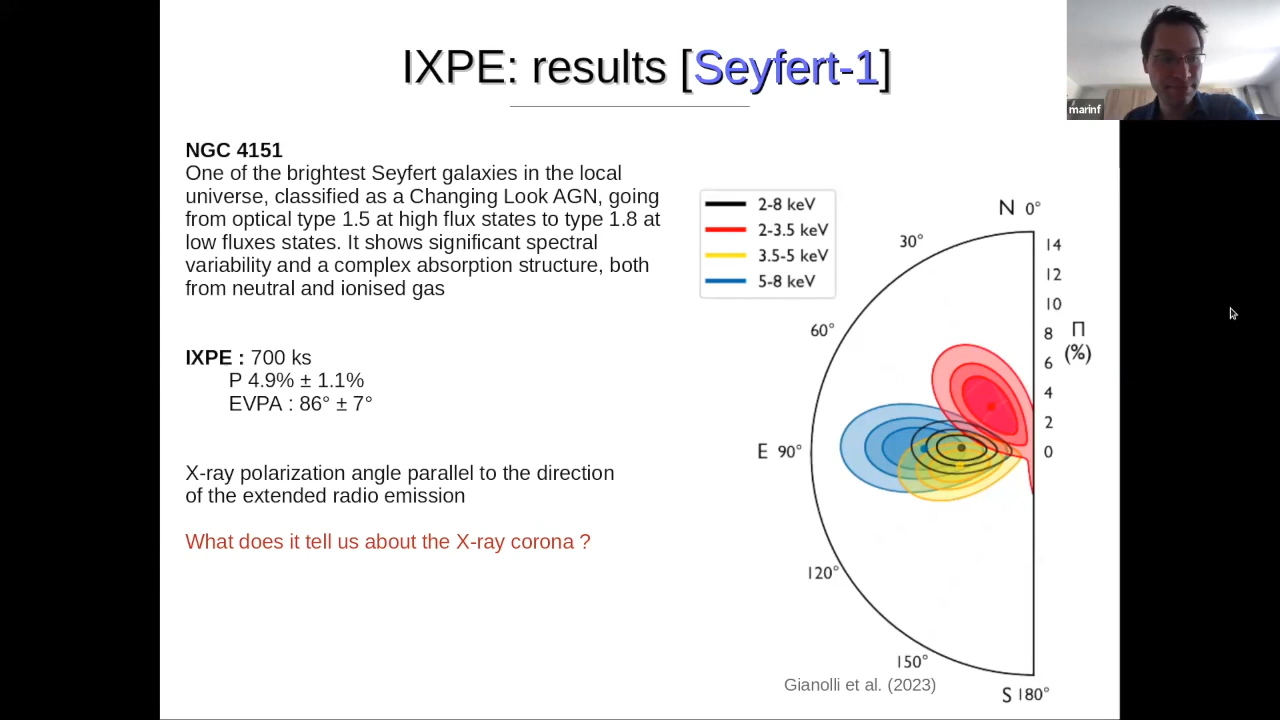 IXPE: results [Seyfert-1]
marinf
NGC 4151
One of the brightest Seyfert galaxies in the local
universe, classified as a Changing Look AGN, going
from optical type 1.5 at high flux states to type 1.8 at
low fluxes states. It shows significant spectral
variability and a complex absorption structure, both
from neutral and ionised gas
IXPE : 700 ks
P 4.9% ± 1.1%
EVPA : 86° ± 7°
X-ray polarization angle parallel to the direction
of the extended radio emission
What does it tell us about the X-ray corona ?
2-8 keV
2-3.5 keV
3.5-5 keV
5-8 keV
N 0°
30°
60°
E 90°
120°
150°
S 180°
14
12
10
8
6
4
2
0
Π
(%)
Gianolli et al. (2023)